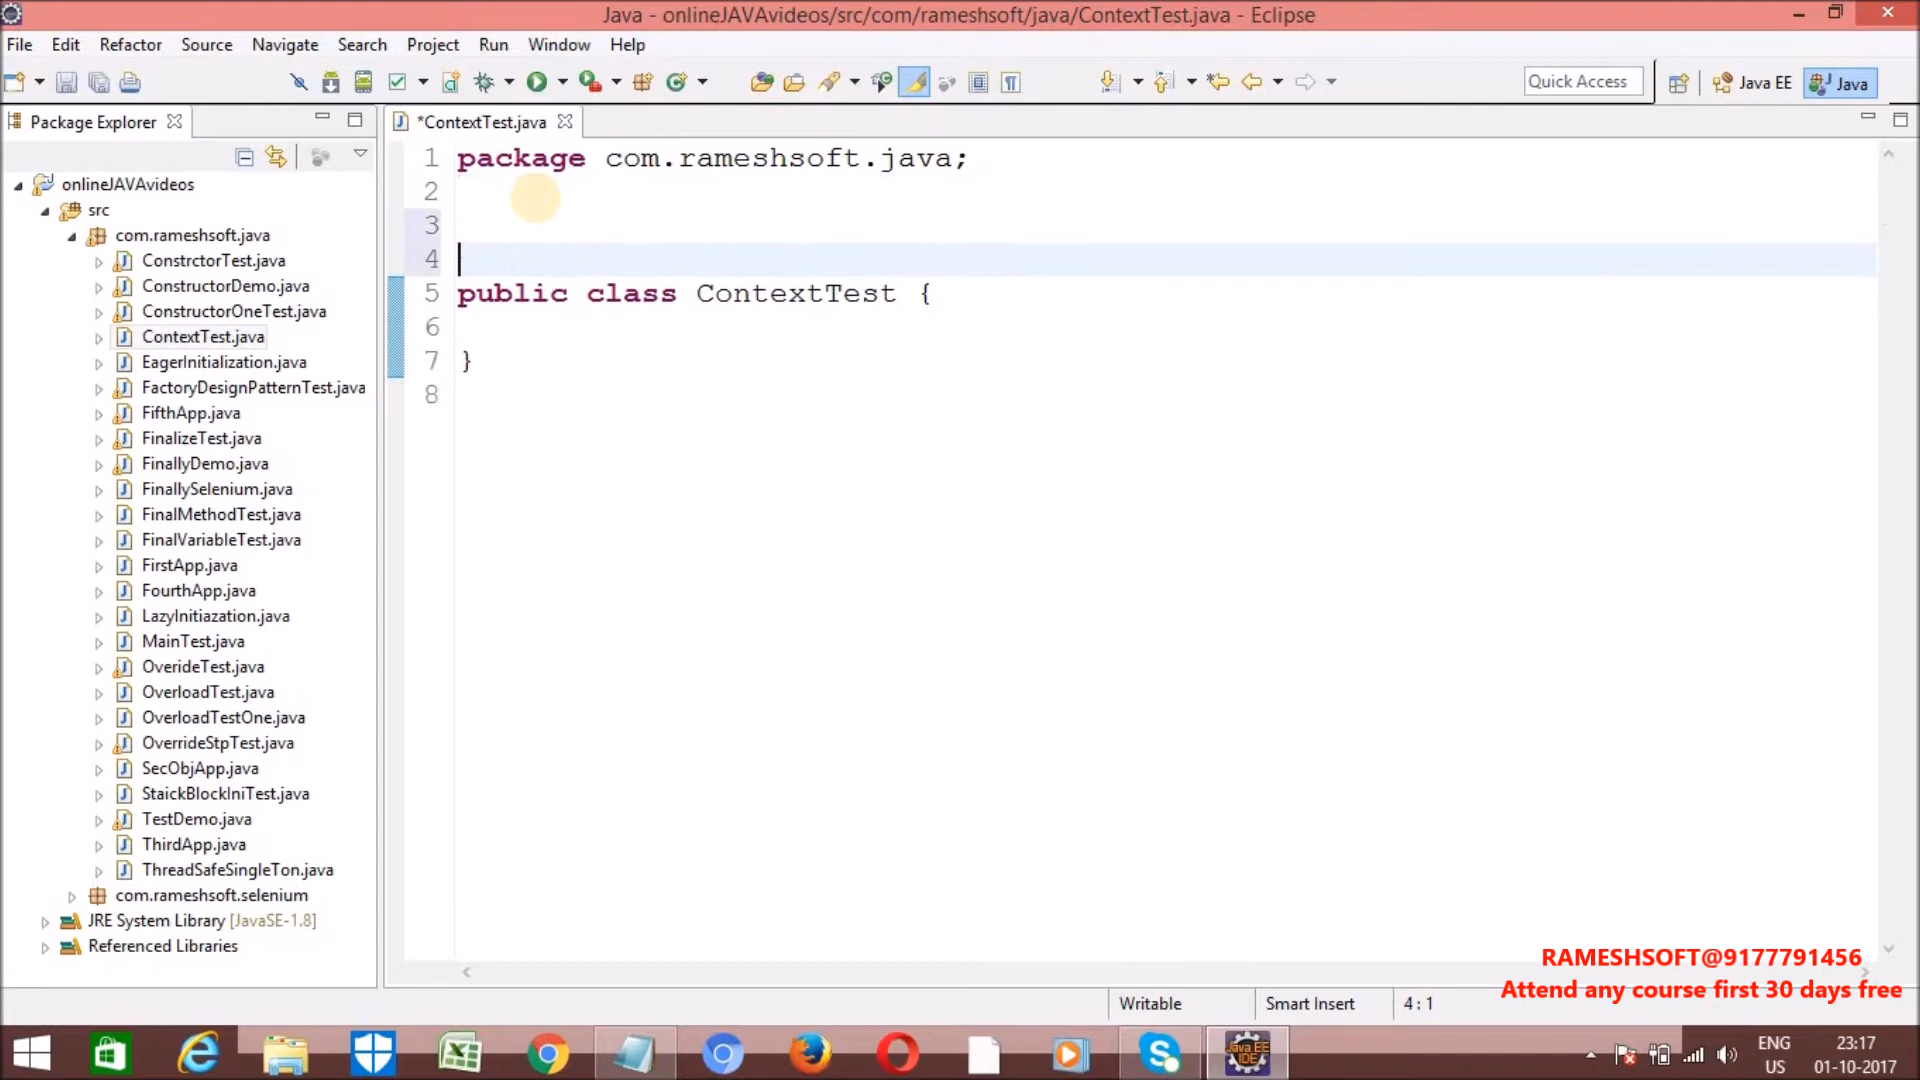 Java - onlineJAVAvideos/src/com/rameshsoft/java/ContextTest.java - Eclipse
File Edit Refactor Source Navigate Search Project Run Window Help
Quick Access
Java EE
Java
Package Explorer
*ContextTest.java
onlineJAVAvideos
src
com.rameshsoft.java
ConstrctorTest.java
ConstructorDemo.java
ConstructorOneTest.java
ContextTest.java
EagerInitialization.java
FactoryDesignPatternTest.java
FifthApp.java
FinalizeTest.java
FinallyDemo.java
FinallySelenium.java
FinalMethodTest.java
FinalVariableTest.java
FirstApp.java
FourthApp.java
LazyInitiazation.java
MainTest.java
OverideTest.java
OverloadTest.java
OverloadTestOne.java
OverrideStpTest.java
SecObjApp.java
StaickBlockIniTest.java
TestDemo.java
ThirdApp.java
ThreadSafeSingleTon.java
com.rameshsoft.selenium
JRE System Library [JavaSE-1.8]
Referenced Libraries
1 package com.rameshsoft.java;
2
3
4
5 public class ContextTest {
6
7 }
8
RAMESHSOFT@9177791456
Attend any course first 30 days free
Writable
Smart Insert
4 : 1
Java EE
IDE
ENG
US
23:17
01-10-2017